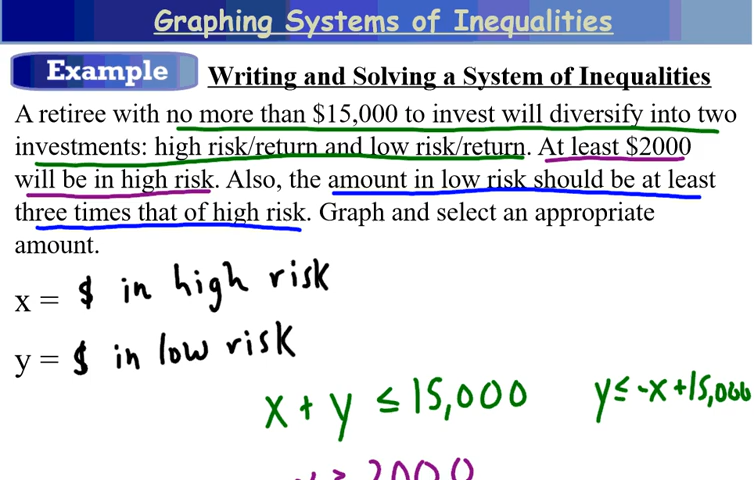 Graphing Systems of Inequalities
Example Writing and Solving a System of Inequalities
A retiree with no more than $15,000 to invest will diversify into two
investments: high risk/return and low risk/return. At least $2000
will be in high risk. Also, the amount in low risk should be at least
three times that of high risk. Graph and select an appropriate
amount.
x = $ in high risk
y = $ in low risk
x + y ≤ 15,000 y ≤ -x + 15,000
2000